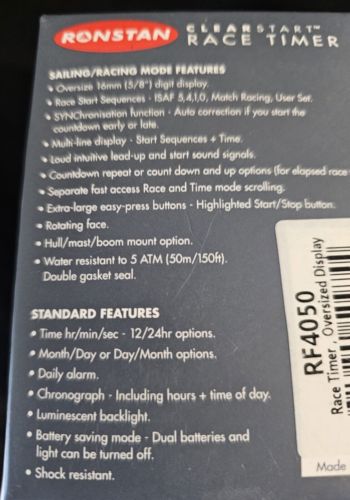 RONSTAN
CLEARSTART™
RACE TIMER
SAILING/RACING MODE FEATURES
• Oversize 16mm (5/8") digit display.
• Race Start Sequences - ISAF 5,4,1,0, Match Racing, User Set.
• SYNChronisation function - Auto correction if you start the
countdown early or late.
• Multi-line display - Start Sequences + Time.
• Loud intuitive lead-up and start sound signals.
• Countdown repeat or count down and up options (for elapsed race
• Separate fast access Race and Time mode scrolling.
• Extra-large easy-press buttons - Highlighted Start/Stop button.
• Rotating face.
• Hull/mast/boom mount option.
• Water resistant to 5 ATM (50m/150ft).
Double gasket seal.
STANDARD FEATURES
• Time hr/min/sec - 12/24hr options.
• Month/Day or Day/Month options.
• Daily alarm.
• Chronograph - Including hours + time of day.
• Luminescent backlight.
• Battery saving mode - Dual batteries and
light can be turned off.
• Shock resistant.
RF4050
Race Timer , Oversized Display
Made